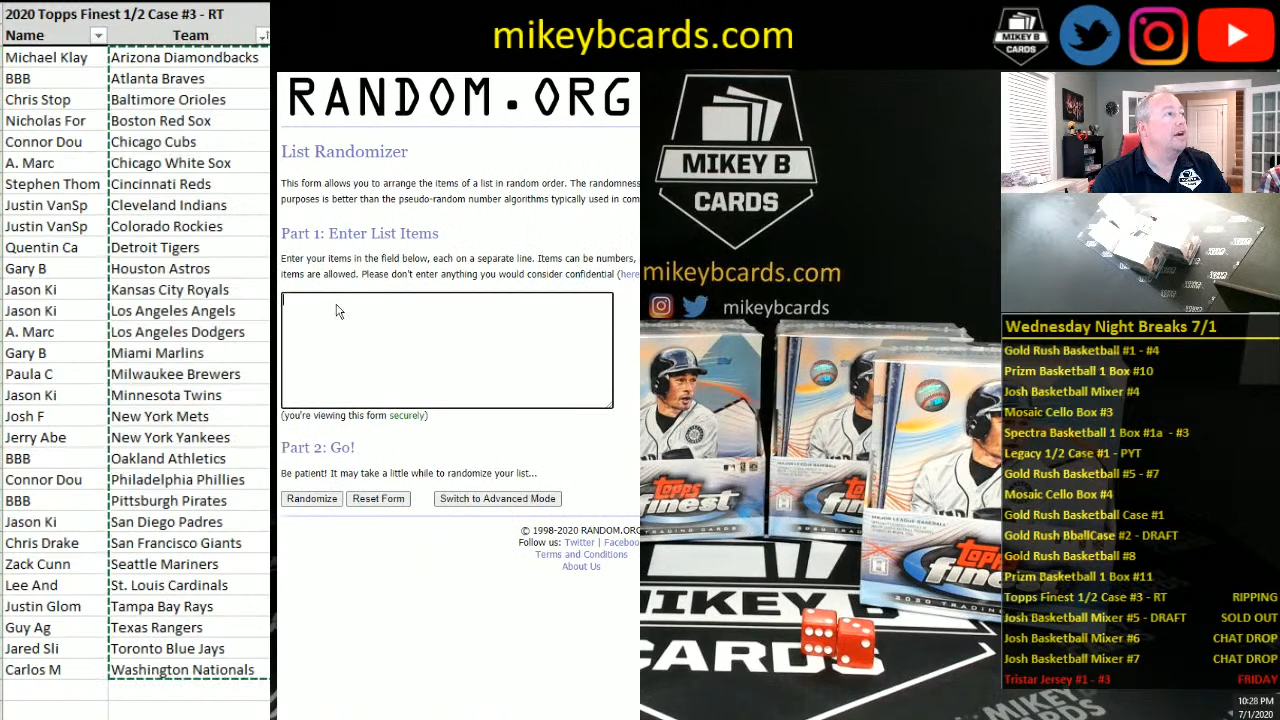 2020 Topps Finest 1/2 Case #3 - RT
Name Team
Michael Klay Arizona Diamondbacks
BBB Atlanta Braves
Chris Stop Baltimore Orioles
Nicholas For Boston Red Sox
Connor Dou Chicago Cubs
A. Marc Chicago White Sox
Stephen Thom Cincinnati Reds
Justin VanSp Cleveland Indians
Justin VanSp Colorado Rockies
Quentin Ca Detroit Tigers
Gary B Houston Astros
Jason Ki Kansas City Royals
Jason Ki Los Angeles Angels
A. Marc Los Angeles Dodgers
Gary B Miami Marlins
Paula C Milwaukee Brewers
Jason Ki Minnesota Twins
Josh F New York Mets
Jerry Abe New York Yankees
BBB Oakland Athletics
Connor Dou Philadelphia Phillies
BBB Pittsburgh Pirates
Jason Ki San Diego Padres
Chris Drake San Francisco Giants
Zack Cunn Seattle Mariners
Lee And St. Louis Cardinals
Justin Glom Tampa Bay Rays
Guy Ag Texas Rangers
Jared Sli Toronto Blue Jays
Carlos M Washington Nationals
mikeybcards.com
MIKEY B
CARDS
RANDOM.ORG
List Randomizer
This form allows you to arrange the items of a list in random order. The randomness
purposes is better than the pseudo-random number algorithms typically used in com
Part 1: Enter List Items
Enter your items in the field below, each on a separate line. Items can be numbers,
items are allowed. Please don't enter anything you would consider confidential (here
(you're viewing this form securely)
Part 2: Go!
Be patient! It may take a little while to randomize your list...
Randomize Reset Form Switch to Advanced Mode
© 1998-2020 RANDOM.ORG
Follow us: Twitter | Faceboo
Terms and Conditions
About Us
MIKEY B
CARDS
mikeybcards.com
mikeybcards
Topps
finest
Topps
finest
MAJOR LEAGUE BASEBALL
Topps
finest
2020 TRADING
MIKEY B
CARDS
Wednesday Night Breaks 7/1
Gold Rush Basketball #1 - #4
Prizm Basketball 1 Box #10
Josh Basketball Mixer #4
Mosaic Cello Box #3
Spectra Basketball 1 Box #1a - #3
Legacy 1/2 Case #1 - PYT
Gold Rush Basketball #5 - #7
Mosaic Cello Box #4
Gold Rush Basketball Case #1
Gold Rush BballCase #2 - DRAFT
Gold Rush Basketball #8
Prizm Basketball 1 Box #11
Topps Finest 1/2 Case #3 - RT RIPPING
Josh Basketball Mixer #5 - DRAFT SOLD OUT
Josh Basketball Mixer #6 CHAT DROP
Josh Basketball Mixer #7 CHAT DROP
Tristar Jersey #1 - #3 FRIDAY
10:28 PM
7/1/2020